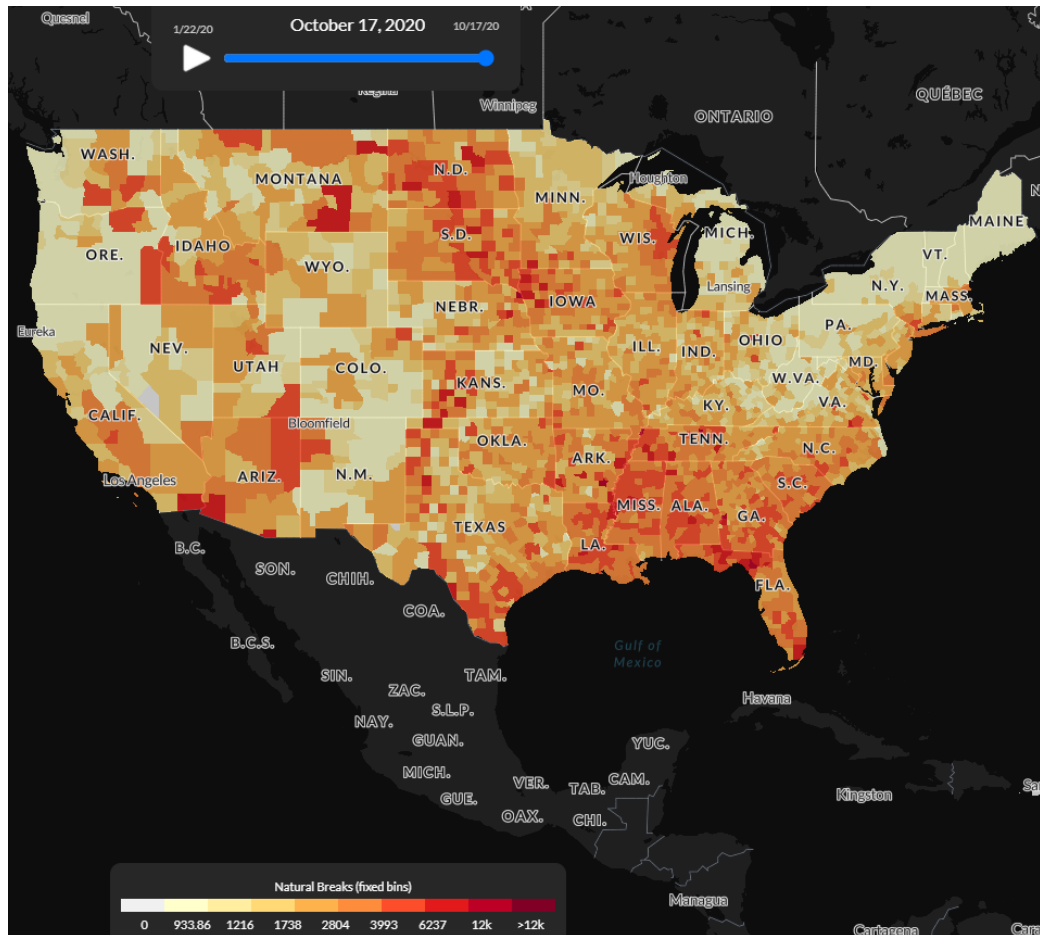 Quesnel
1/22/20
October 17, 2020
10/17/20
Regina
Winnipeg
ONTARIO
QUÉBEC
WASH.
MONTANA
N.D.
MINN.
Houghton
MAINE
ORE.
IDAHO
S.D.
WIS.
MICH.
VT.
WYO.
Lansing
N.Y.
MASS.
Eureka
NEBR.
IOWA
PA.
NEV.
UTAH
COLO.
KANS.
ILL.
IND.
OHIO
MD.
W.VA.
VA.
CALIF.
Bloomfield
MO.
KY.
Los Angeles
ARIZ.
N.M.
OKLA.
ARK.
TENN.
N.C.
S.C.
TEXAS
MISS.
ALA.
GA.
LA.
B.C.
SON.
CHIH.
FLA.
COA.
B.C.S.
Gulf of
Mexico
SIN.
TAM.
ZAC.
Havana
NAY.
S.L.P.
GUAN.
YUC.
MICH.
VER.
TAB.
CAM.
GUE.
OAX.
CHI.
Kingston
Managua
Cartagena
Natural Breaks (fixed bins)
0 933.86 1216 1738 2804 3993 6237 12k >12k